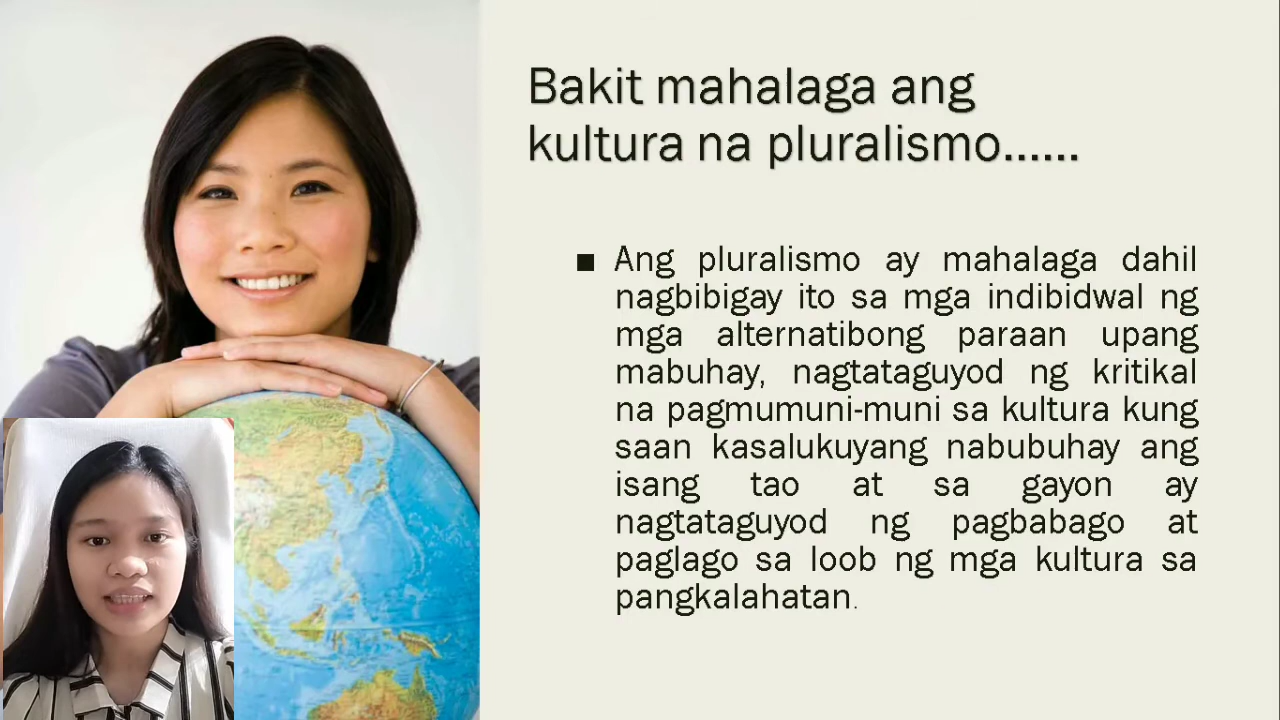 Bakit mahalaga ang
kultura na pluralismo......
■ Ang pluralismo ay mahalaga dahil
nagbibigay ito sa mga indibidwal ng
mga alternatibong paraan upang
mabuhay, nagtataguyod ng kritikal
na pagmumuni-muni sa kultura kung
saan kasalukuyang nabubuhay ang
isang tao at sa gayon ay
nagtataguyod ng pagbabago at
paglago sa loob ng mga kultura sa
pangkalahatan.